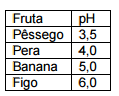 Fruta pH
Pêssego 3,5
Pera 4,0
Banana 5,0
Figo 6,0